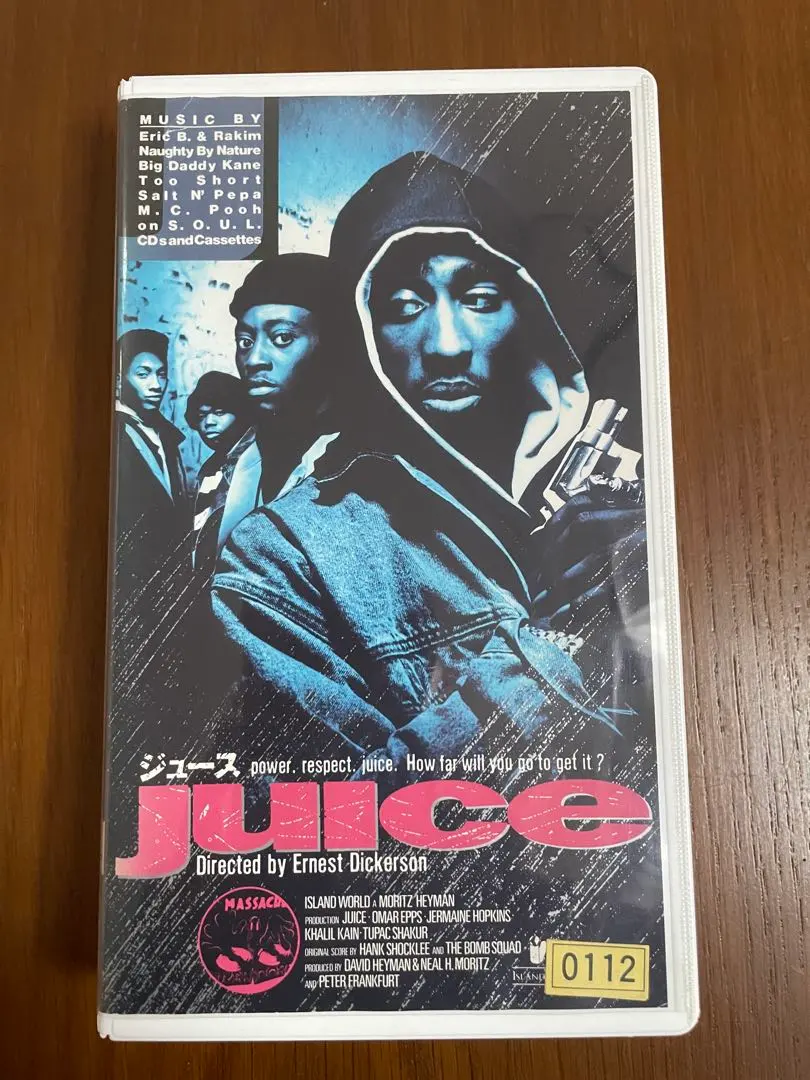 MUSIC BY
Eric B. & Rakim
Naughty By Nature
Big Daddy Kane
Too Short
Salt N' Pepa
M. C. Pooh
on S. O. U. L.
CDs and Cassettes
ジュース power. respect. juice. How far will you go to get it ?
juice
Directed by Ernest Dickerson
ISLAND WORLD A MORITZ HEYMAN
PRODUCTION JUICE · OMAR EPPS · JERMAINE HOPKINS
KHALIL KAIN · TUPAC SHAKUR
ORIGINAL SCORE BY HANK SHOCKLEE AND THE BOMB SQUAD
PRODUCED BY DAVID HEYMAN & NEAL H. MORITZ
AND PETER FRANKFURT
MASSACRE
ISLAND
0112